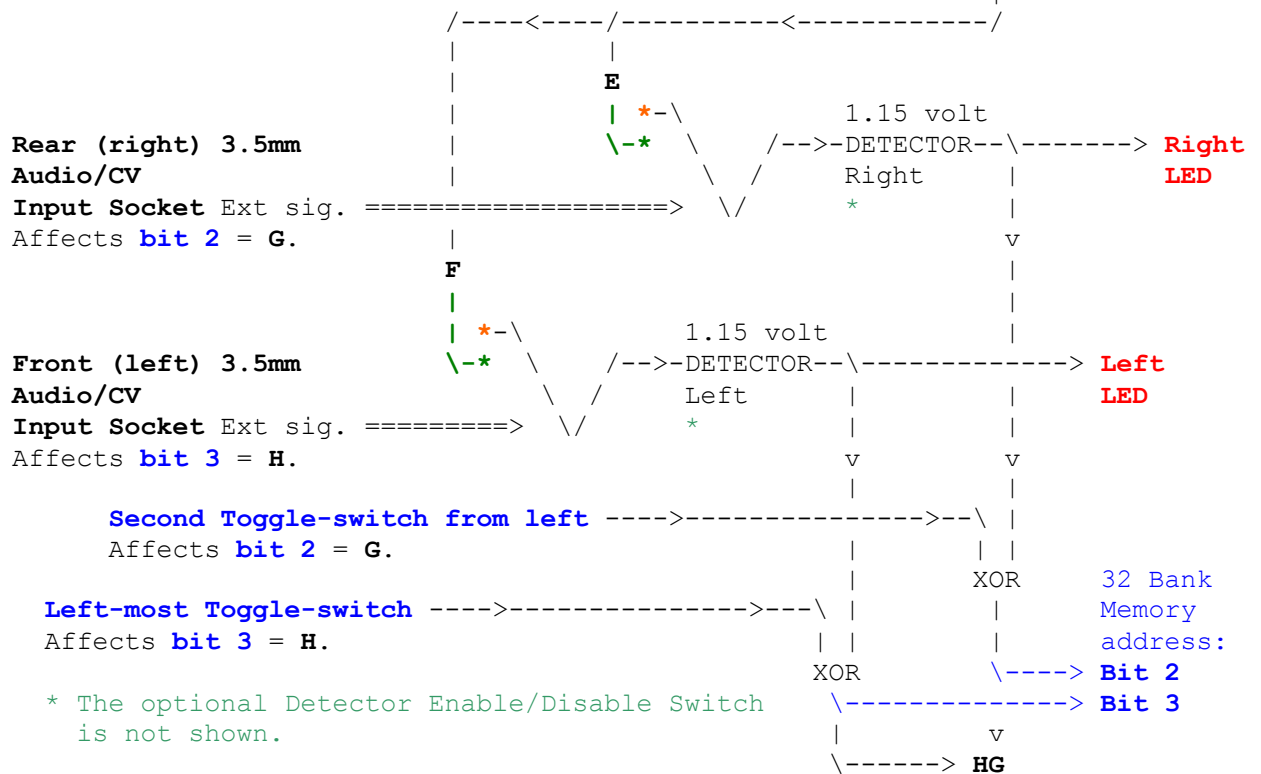 /----<----/----------<------------/
|         |
|         E
|         | *-\          1.15 volt
Rear (right) 3.5mm         |         \-*  \    /-->-DETECTOR--\-------> Right
Audio/CV                   |               \  /     Right     |         LED
Input Socket Ext sig. ===================>  \/      *         |
Affects bit 2 = G.         |                                  v
F                                  |
|                                  |
| *-\         1.15 volt            |
Front (left) 3.5mm         \-*  \    /-->-DETECTOR--\-------------> Left
Audio/CV                         \  /     Left      |         |     LED
Input Socket Ext sig. =========>  \/      *         |         |
Affects bit 3 = H.                                  v         v
|         |
Second Toggle-switch from left ---->--------------->--\ |
Affects bit 2 = G.                              |       | |
|       XOR     32 Bank
Left-most Toggle-switch ---->--------------->---\ |        |      Memory
Affects bit 3 = H.                              | |        |      address:
XOR        \----> Bit 2
* The optional Detector Enable/Disable Switch    \--------------> Bit 3
is not shown.                                  |         v
\------> HG